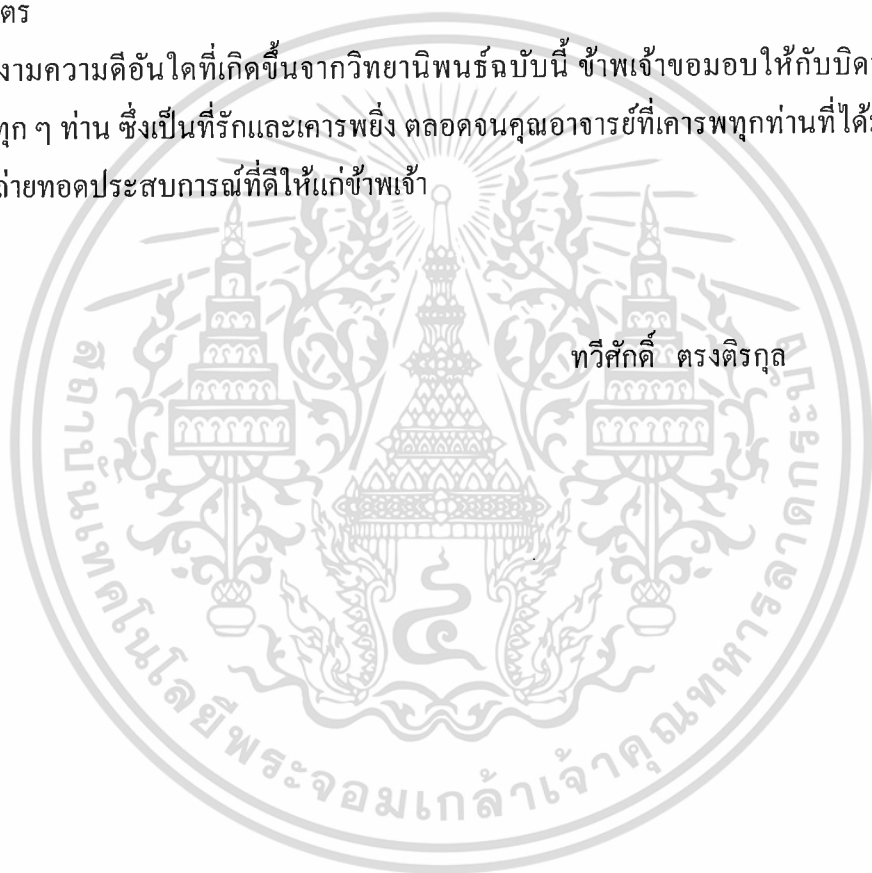 ตร
งามความดีอันใดที่เกิดขึ้นจากวิทยานิพนธ์ฉบับนี้ ข้าพเจ้าขอมอบให้กับบิดา
ทุก ๆ ท่าน ซึ่งเป็นที่รักและเคารพยิ่ง ตลอดจนคุณอาจารย์ที่เคารพทุกท่านที่ได้
ถ่ายทอดประสบการณ์ที่ดีให้แก่ข้าพเจ้า
ทวีศักดิ์ ตรงติรกุล
สถาบันเทคโนโลยีพระจอมเกล้าเจ้าคุณทหารลาดกระบัง